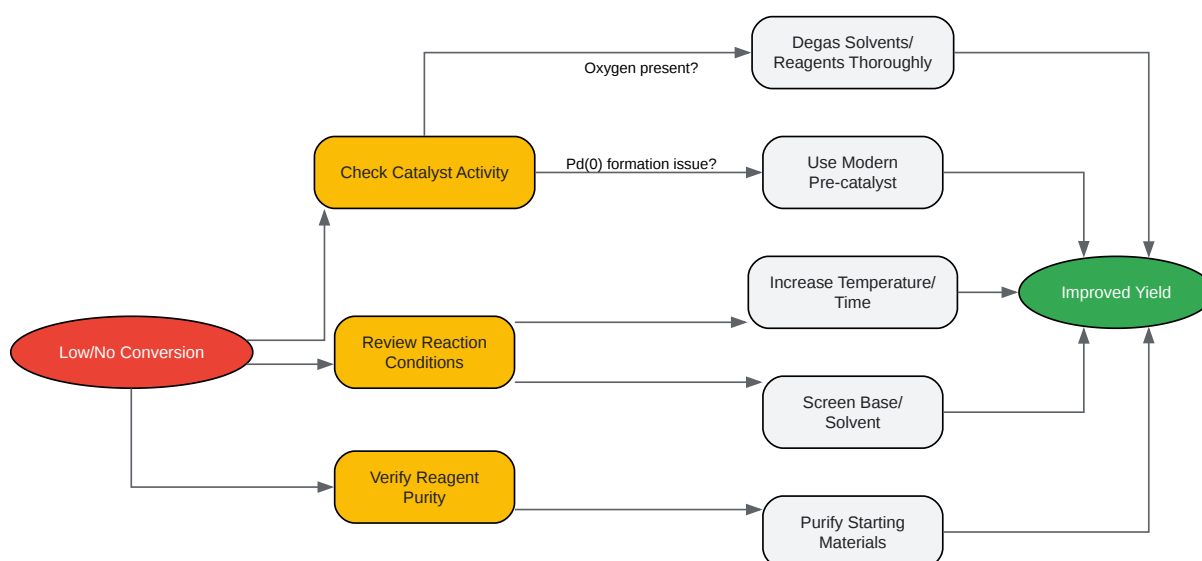 Degas Solvents/
Reagents Thoroughly
Oxygen present?
Check Catalyst Activity
Pd(0) formation issue?
Use Modern
Pre-catalyst
Increase Temperature/
Time
Improved Yield
Low/No Conversion
Review Reaction
Conditions
Screen Base/
Solvent
Verify Reagent
Purity
Purify Starting
Materials